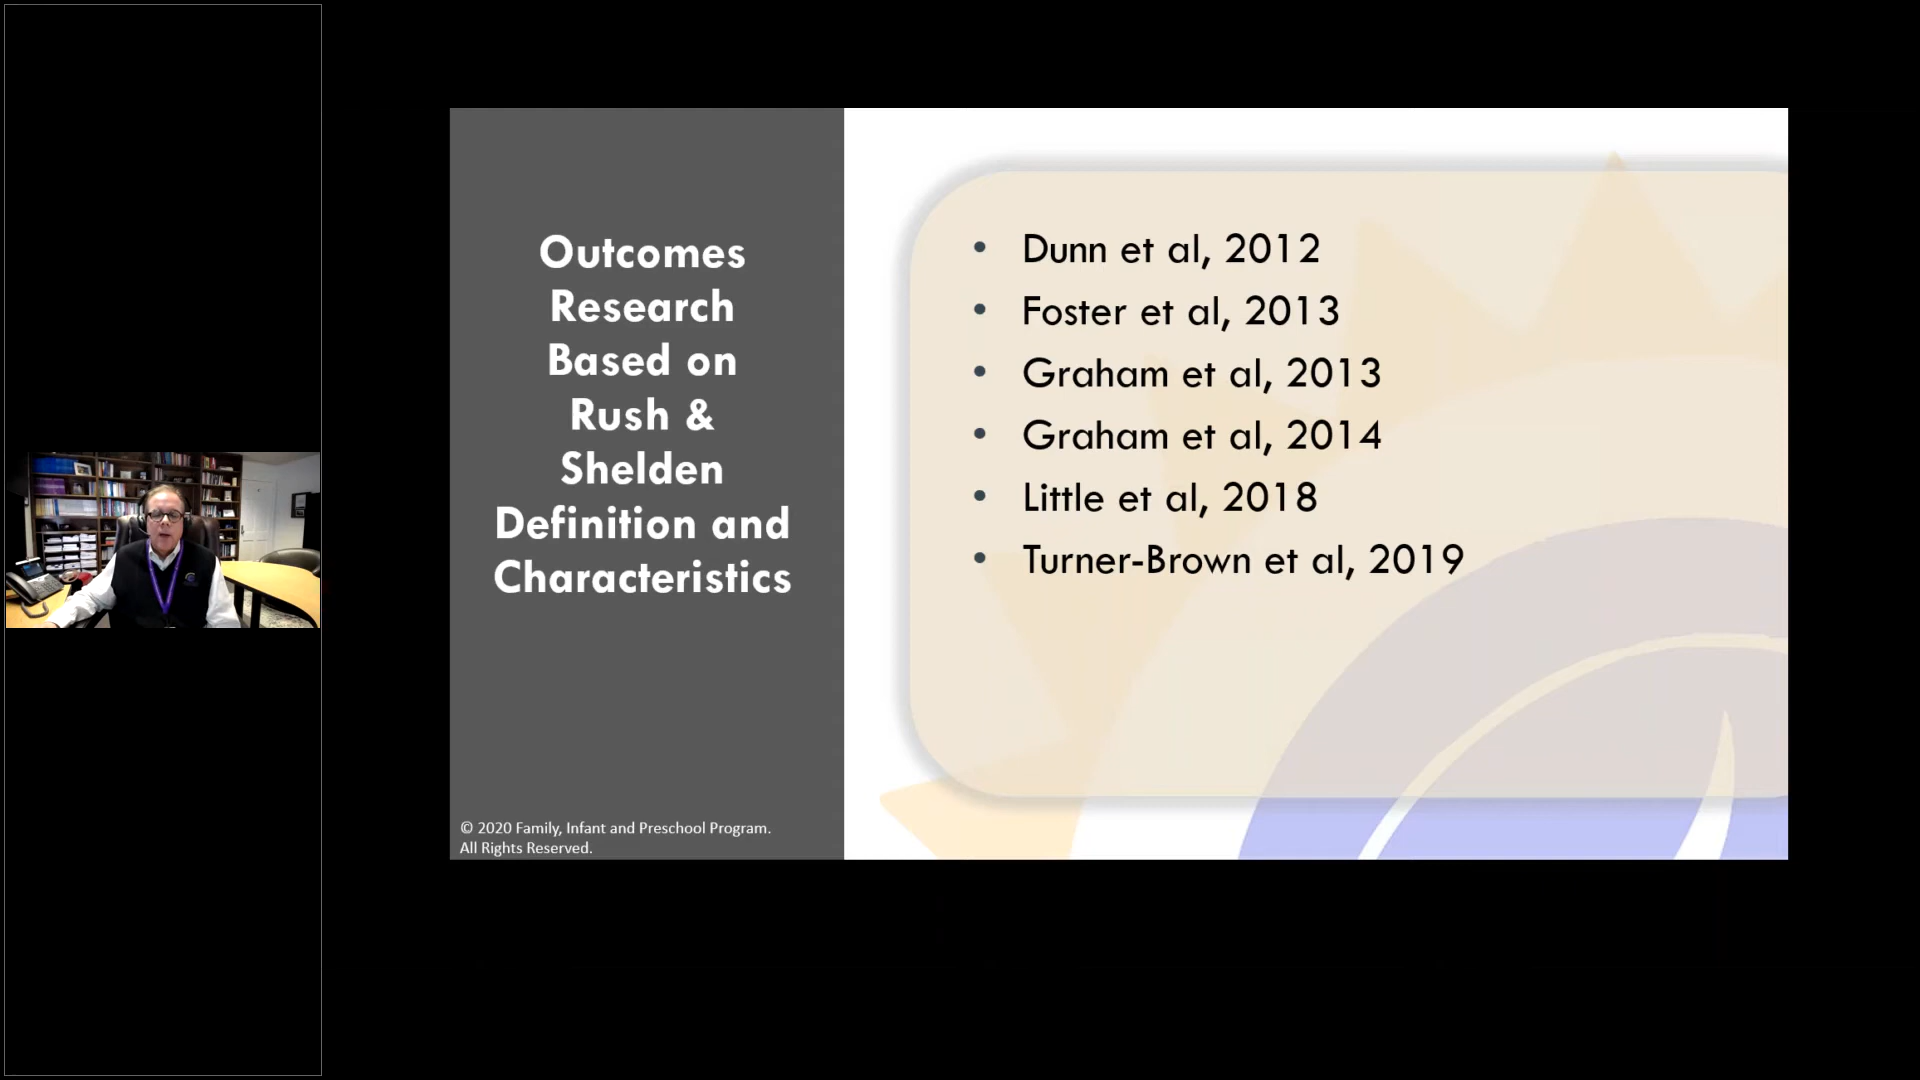 Outcomes
Research
Based on
Rush &
Shelden
Definition and
Characteristics
© 2020 Family, Infant and Preschool Program.
All Rights Reserved.
• Dunn et al, 2012
• Foster et al, 2013
• Graham et al, 2013
• Graham et al, 2014
• Little et al, 2018
• Turner-Brown et al, 2019